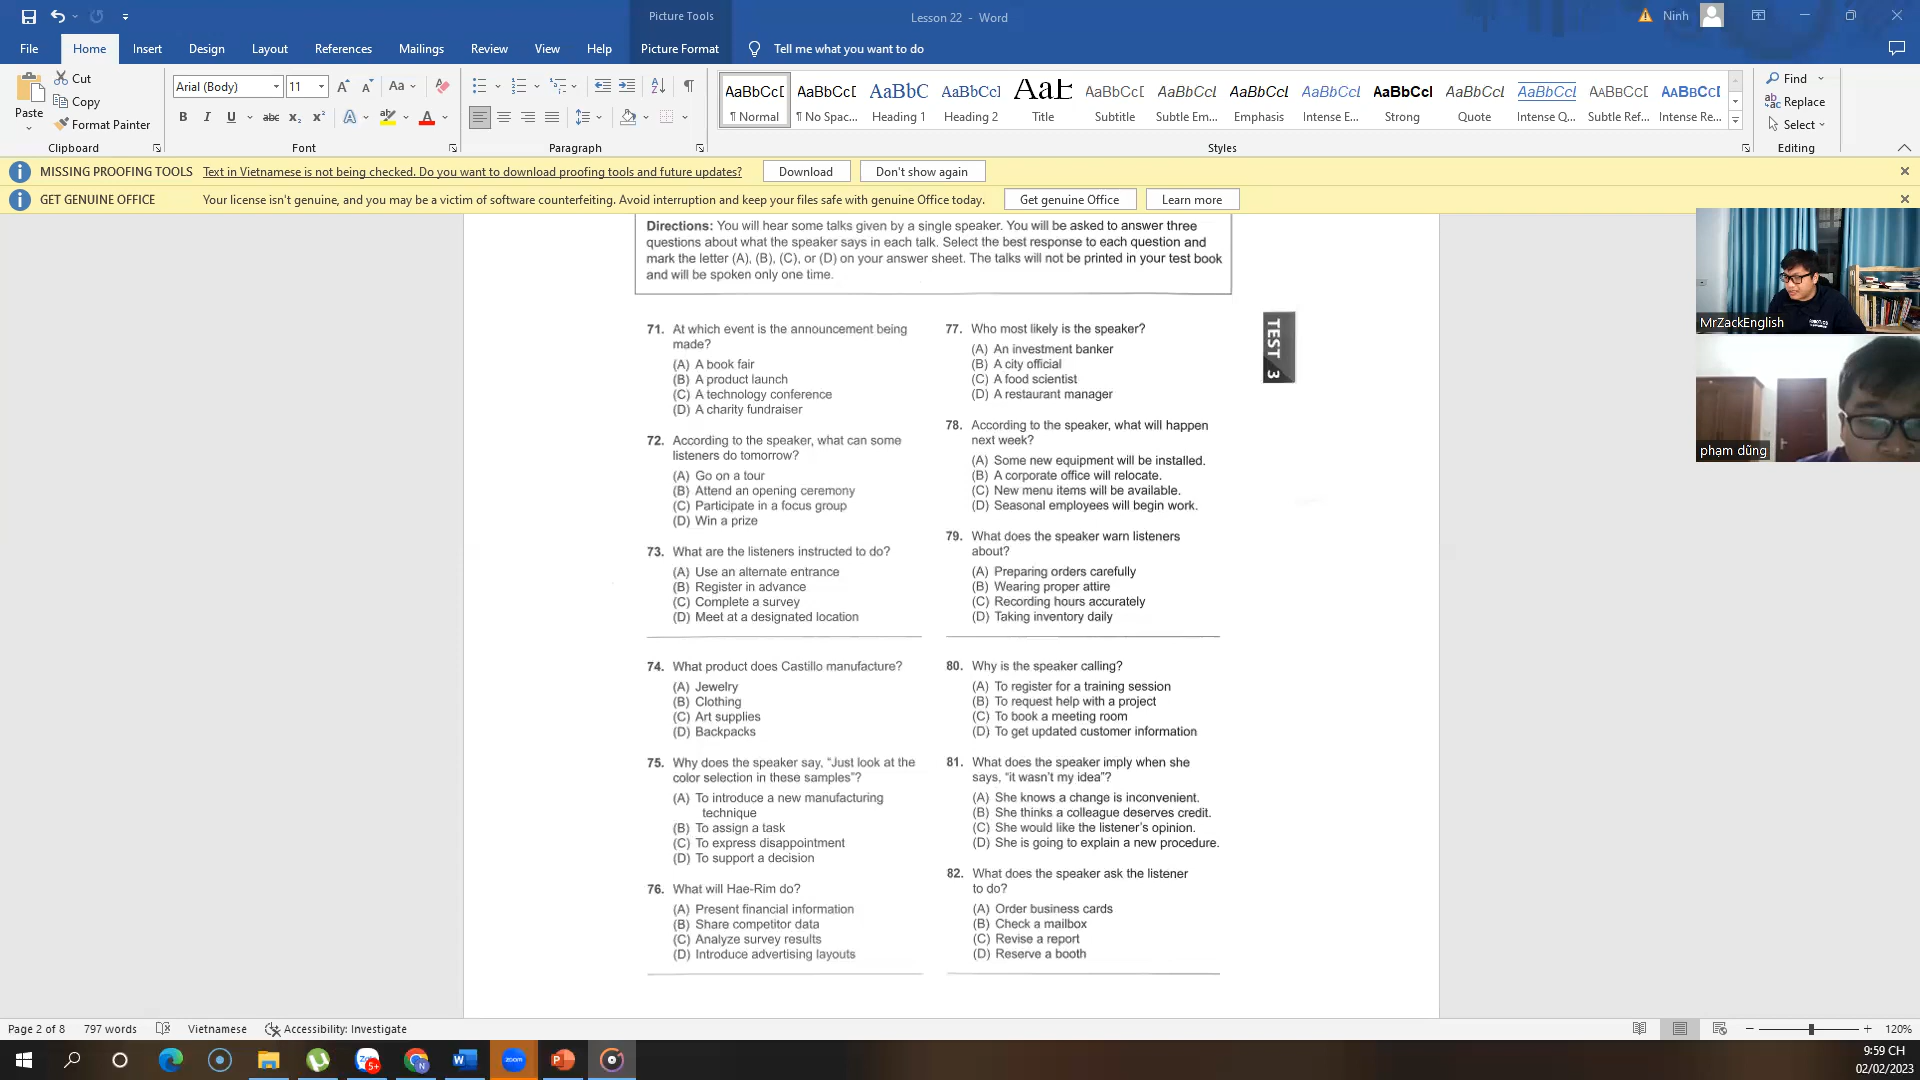 Picture Tools
Lesson 22 - Word
Ninh
File
Home
Insert
Design
Layout
References
Mailings
Review
View
Help
Picture Format
Tell me what you want to do
Paste
Cut
Copy
Format Painter
Arial (Body)
11
Aa
B I U abc x₂ x²
AaBbCcD
¶ Normal
AaBbCcD
¶ No Spac...
AaBbC
Heading 1
AaBbCcI
Heading 2
Title
AaBbCcD
Subtitle
AaBbCcL
Subtle Em...
AaBbCcL
Emphasis
AaBbCcL
Intense E...
AaBbCcI
Strong
AaBbCcL
Quote
AaBbCcL
Intense Q...
AaBbCcD
Subtle Ref...
AaBbCcD
Intense Re...
Find
Replace
Select
Clipboard
Font
Paragraph
Styles
Editing
MISSING PROOFING TOOLS Text in Vietnamese is not being checked. Do you want to download proofing tools and future updates? Download Don't show again
GET GENUINE OFFICE Your license isn't genuine, and you may be a victim of software counterfeiting. Avoid interruption and keep your files safe with genuine Office today. Get genuine Office Learn more
Directions: You will hear some talks given by a single speaker. You will be asked to answer three
questions about what the speaker says in each talk. Select the best response to each question and
mark the letter (A), (B), (C), or (D) on your answer sheet. The talks will not be printed in your test book
and will be spoken only one time.
71. At which event is the announcement being
made?
(A) A book fair
(B) A product launch
(C) A technology conference
(D) A charity fundraiser
72. According to the speaker, what can some
listeners do tomorrow?
(A) Go on a tour
(B) Attend an opening ceremony
(C) Participate in a focus group
(D) Win a prize
73. What are the listeners instructed to do?
(A) Use an alternate entrance
(B) Register in advance
(C) Complete a survey
(D) Meet at a designated location
74. What product does Castillo manufacture?
(A) Jewelry
(B) Clothing
(C) Art supplies
(D) Backpacks
75. Why does the speaker say, "Just look at the
color selection in these samples"?
(A) To introduce a new manufacturing
technique
(B) To assign a task
(C) To express disappointment
(D) To support a decision
76. What will Hae-Rim do?
(A) Present financial information
(B) Share competitor data
(C) Analyze survey results
(D) Introduce advertising layouts
77. Who most likely is the speaker?
(A) An investment banker
(B) A city official
(C) A food scientist
(D) A restaurant manager
78. According to the speaker, what will happen
next week?
(A) Some new equipment will be installed.
(B) A corporate office will relocate.
(C) New menu items will be available.
(D) Seasonal employees will begin work.
79. What does the speaker warn listeners
about?
(A) Preparing orders carefully
(B) Wearing proper attire
(C) Recording hours accurately
(D) Taking inventory daily
80. Why is the speaker calling?
(A) To register for a training session
(B) To request help with a project
(C) To book a meeting room
(D) To get updated customer information
81. What does the speaker imply when she
says, "it wasn't my idea"?
(A) She knows a change is inconvenient.
(B) She thinks a colleague deserves credit.
(C) She would like the listener's opinion.
(D) She is going to explain a new procedure.
82. What does the speaker ask the listener
to do?
(A) Order business cards
(B) Check a mailbox
(C) Revise a report
(D) Reserve a booth
TEST 3
MrZackEnglish
phạm dũng
Page 2 of 8
797 words
Vietnamese
Accessibility: Investigate
120%
zoom
5+
9:59 CH
02/02/2023